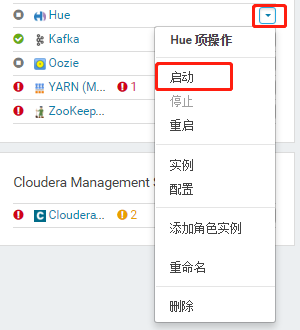 Hue
Hue 项操作
Kafka
启动
Oozie
停止
YARN (M... 1
重启
ZooKeep...
实例
配置
Cloudera Management S
添加角色实例
Cloudera... 2
重命名
删除